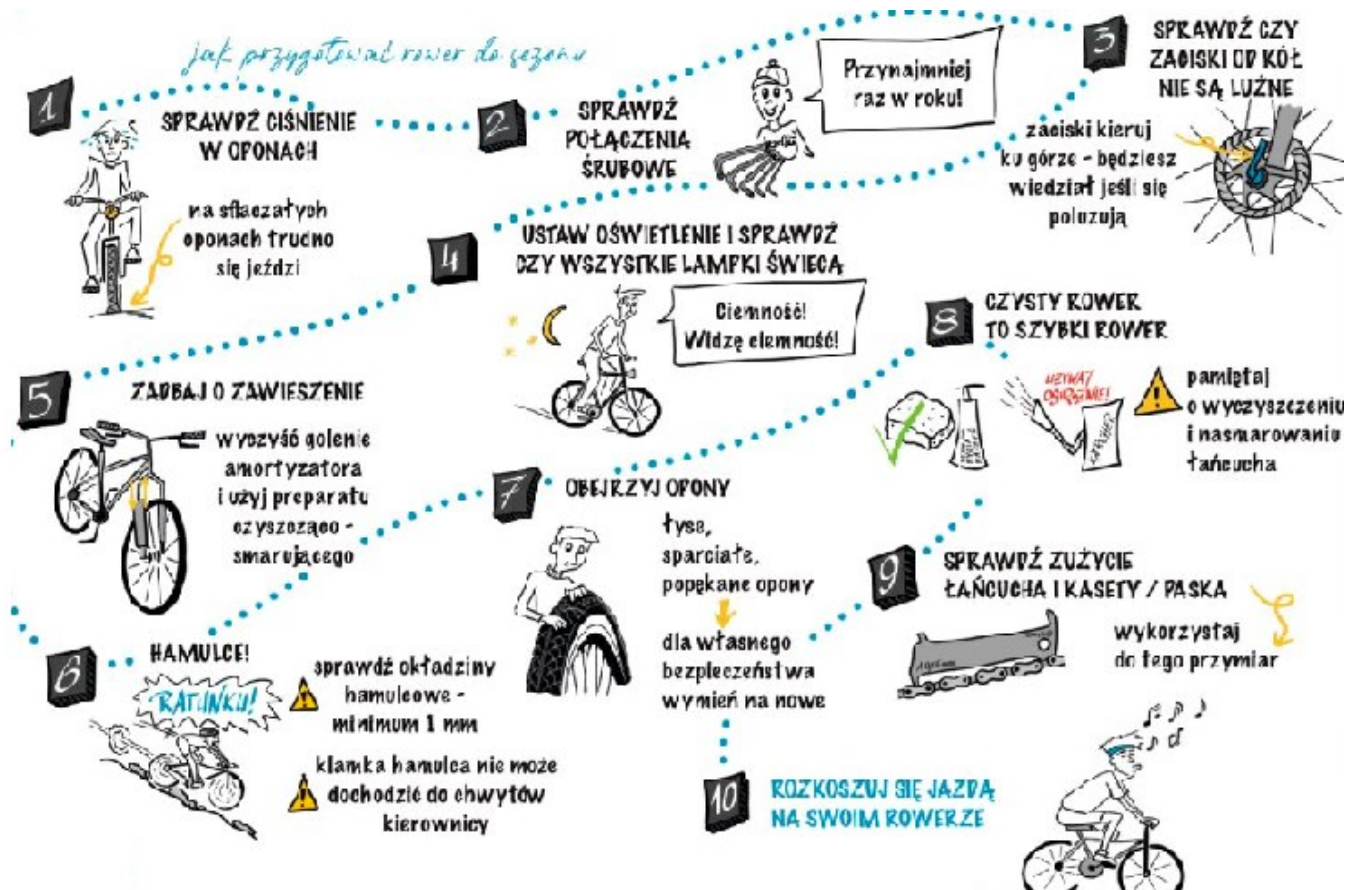 jak przygotować rower do sezonu
1
SPRAWDŹ CIŚNIENIE
W OPONACH
na sflaczałych
oponach trudno
się jeździ
2
SPRAWDŹ
POŁĄCZENIA
ŚRUBOWE
Przynajmniej
raz w roku!
3
SPRAWDŹ CZY
ZACISKI OD KÓŁ
NIE SĄ LUŹNE
zaciski kieruj
ku górze - będziesz
wiedział jeśli się
poluzują
4
USTAW OŚWIETLENIE I SPRAWDŹ
CZY WSZYSTKIE LAMPKI ŚWIECĄ
Ciemność!
Widzę ciemność!
5
ZADBAJ O ZAWIESZENIE
wyczyść golenie
amortyzatora
i użyj preparatu
czyszcząco -
smarującego
6
HAMULCE!
RATUNKU!
sprawdź okładziny
hamulcowe -
minimum 1 mm
klamka hamulca nie może
dochodzić do chwytów
kierownicy
7
OBEJRZYJ OPONY
łyse,
sparciałe,
popękane opony
dla własnego
bezpieczeństwa
wymień na nowe
8
CZYSTY ROWER
TO SZYBKI ROWER
UŻYWAJ
pamiętaj
o wyczyszczeniu
i nasmarowaniu
łańcucha
9
SPRAWDŹ ZUŻYCIE
ŁAŃCUCHA I KASETY / PASKA
wykorzystaj
do tego przymiar
10
ROZKOSZUJ SIĘ JAZDĄ
NA SWOIM ROWERZE